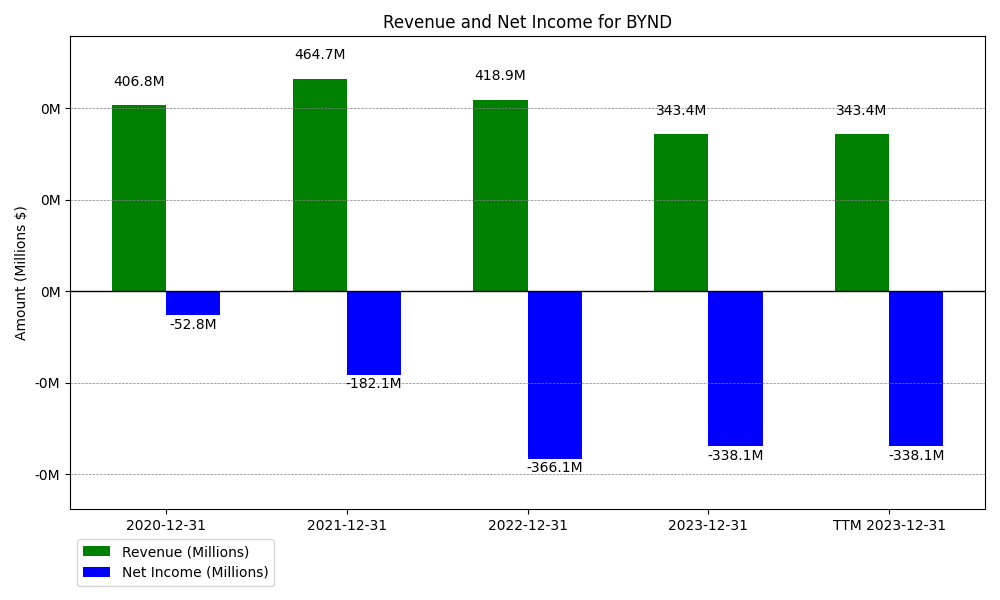 Revenue and Net Income for BYND
464.7M
406.8M
418.9M
343.4M
343.4M
0M
0M
0M
-0M
-0M
Amount (Millions $)
-52.8M
-182.1M
-366.1M
-338.1M
-338.1M
2020-12-31
2021-12-31
2022-12-31
2023-12-31
TTM 2023-12-31
Revenue (Millions)
Net Income (Millions)